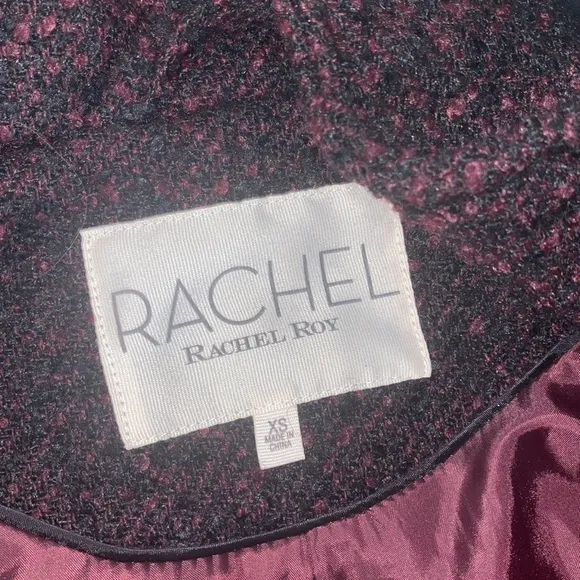 RACHEL
RACHEL ROY
XS
MADE IN
CHINA